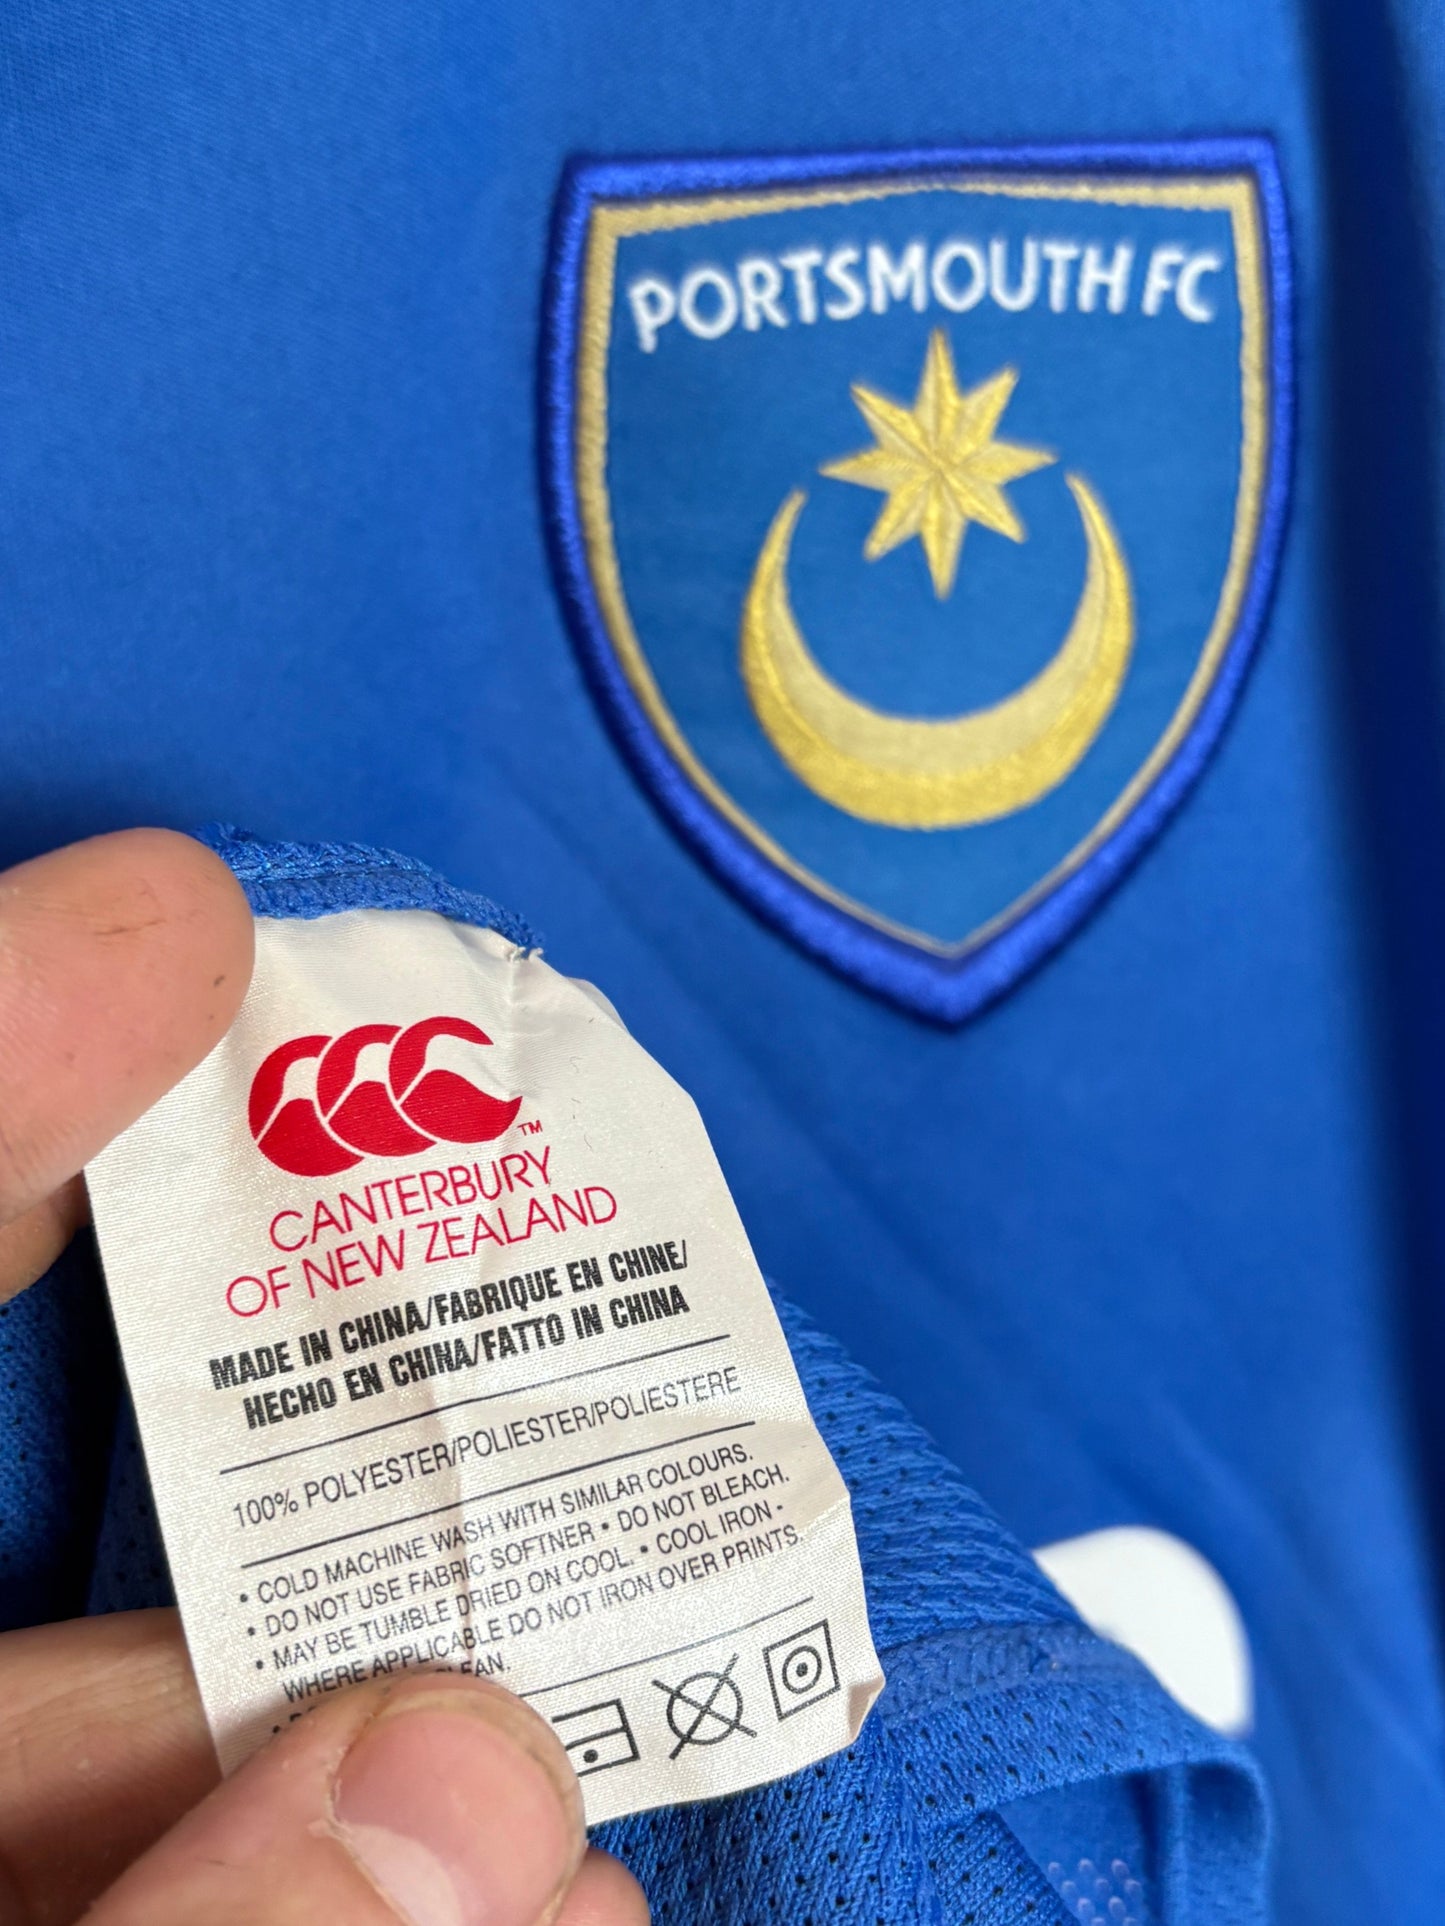 PORTSMOUTH FC
CANTERBURY
™
OF NEW ZEALAND
MADE IN CHINA/FABRIQUE EN CHINE/
HECHO EN CHINA/FATTO IN CHINA
100% POLYESTER/POLIESTER/POLIESTERE
• COLD MACHINE WASH WITH SIMILAR COLOURS.
• DO NOT USE FABRIC SOFTNER • DO NOT BLEACH.
• MAY BE TUMBLE DRIED ON COOL. • COOL IRON -
WHERE APPLICABLE DO NOT IRON OVER PRINTS.